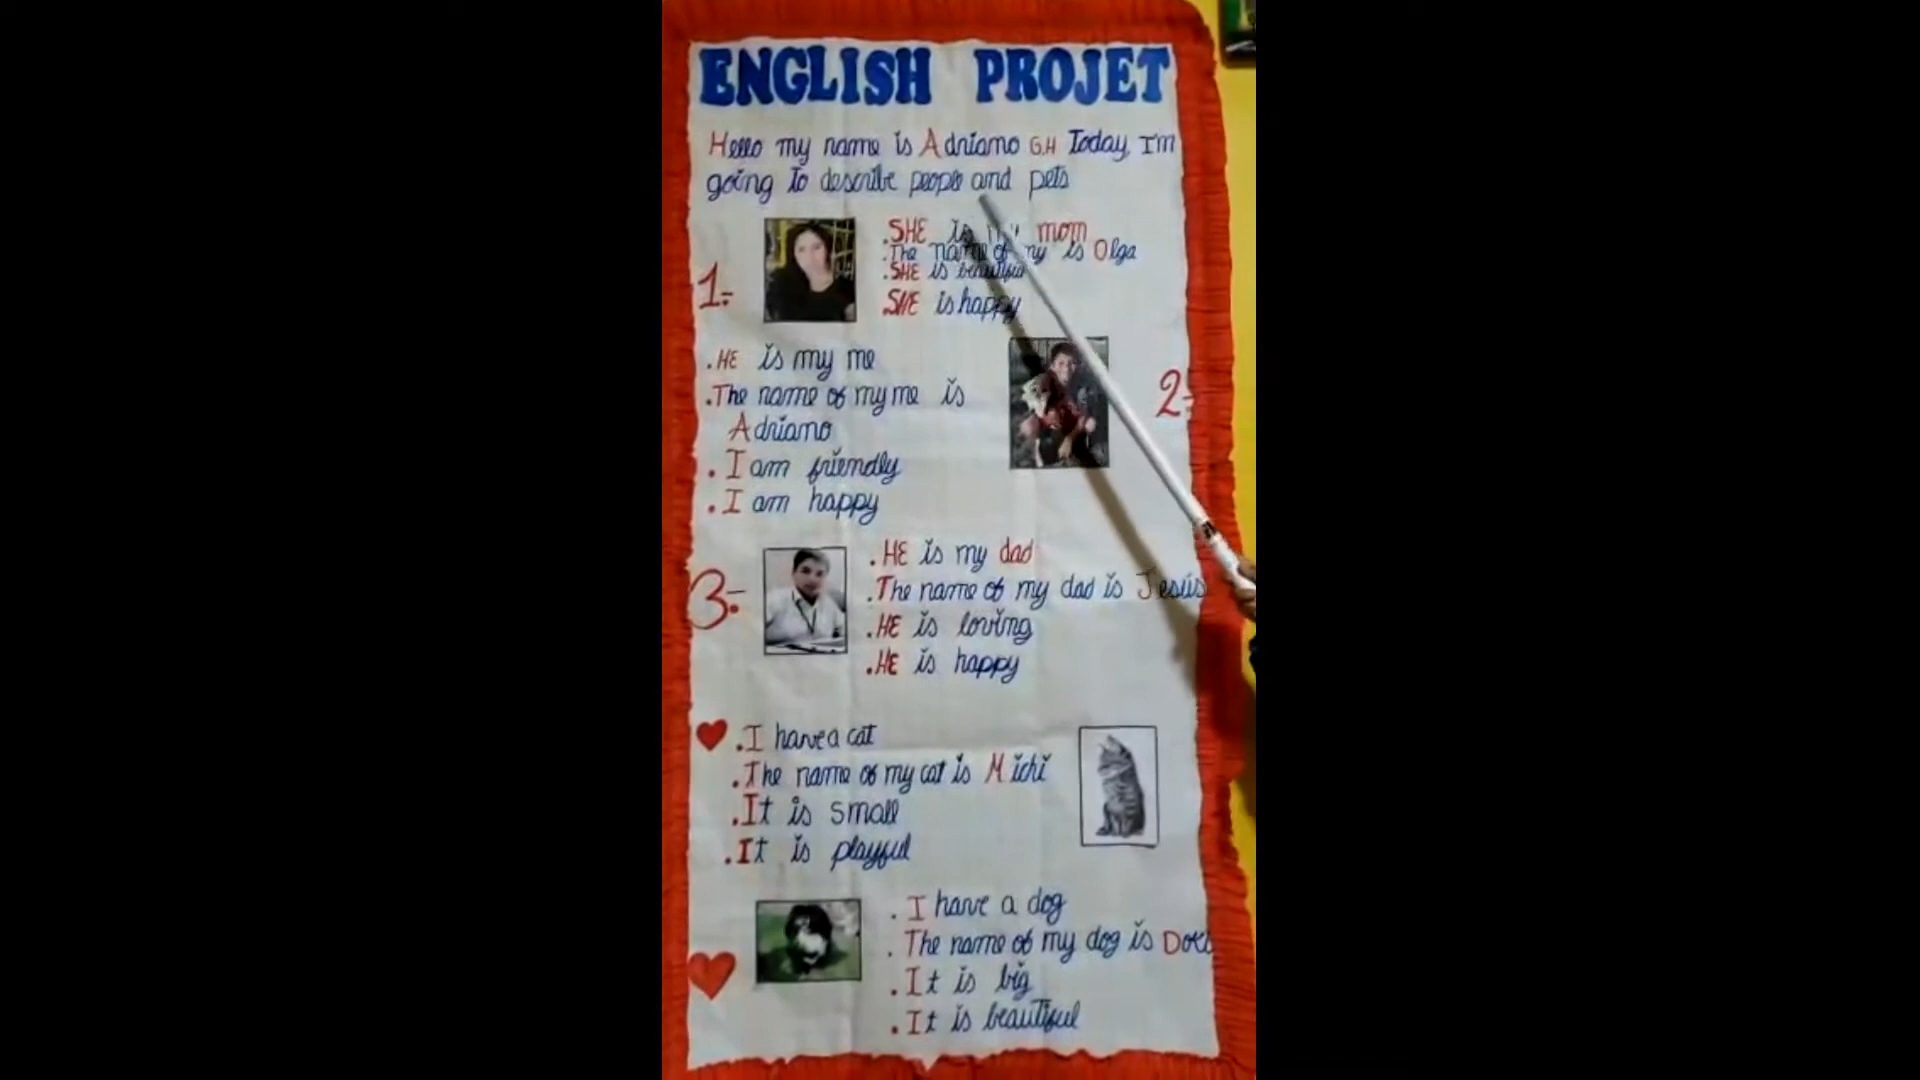 ENGLISH PROJET
Hello my name is Adriano G.H Today I'm
going to describe people and pets
1.-
.SHE is my mom
.The name of my is Olga
.SHE is beautiful
.SHE is happy
2.-
.HE is my me
.The name of my me is
Adriano
.I am friendly
.I am happy
3.-
.HE is my dad
.The name of my dad is Jesús
.HE is loving
.HE is happy
.I have a cat
.The name of my cat is Michi
.It is small
.It is playful
.I have a dog
.The name of my dog is
.It is big
.It is beautiful